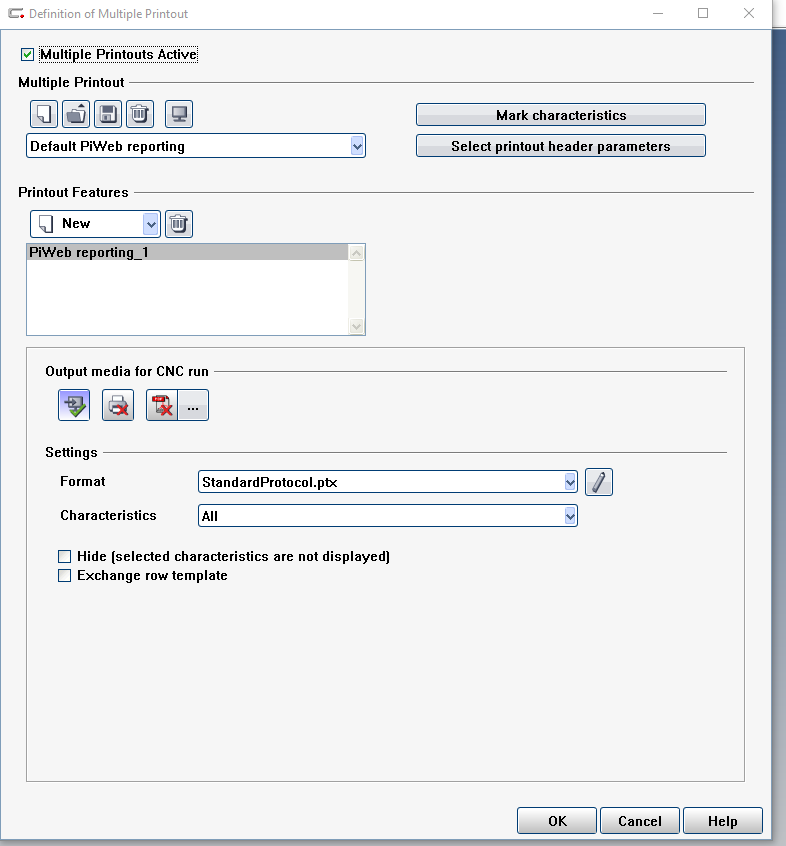 Definition of Multiple Printout
Multiple Printouts Active
Multiple Printout
Mark characteristics
Default PiWeb reporting
Select printout header parameters
Printout Features
New
PiWeb reporting_1
Output media for CNC run
...
Settings
Format
StandardProtocol.ptx
Characteristics
All
Hide (selected characteristics are not displayed)
Exchange row template
OK
Cancel
Help